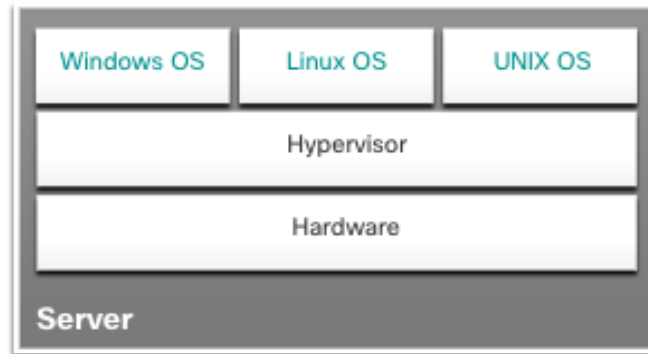 Windows OS Linux OS UNIX OS
Hypervisor
Hardware
Server